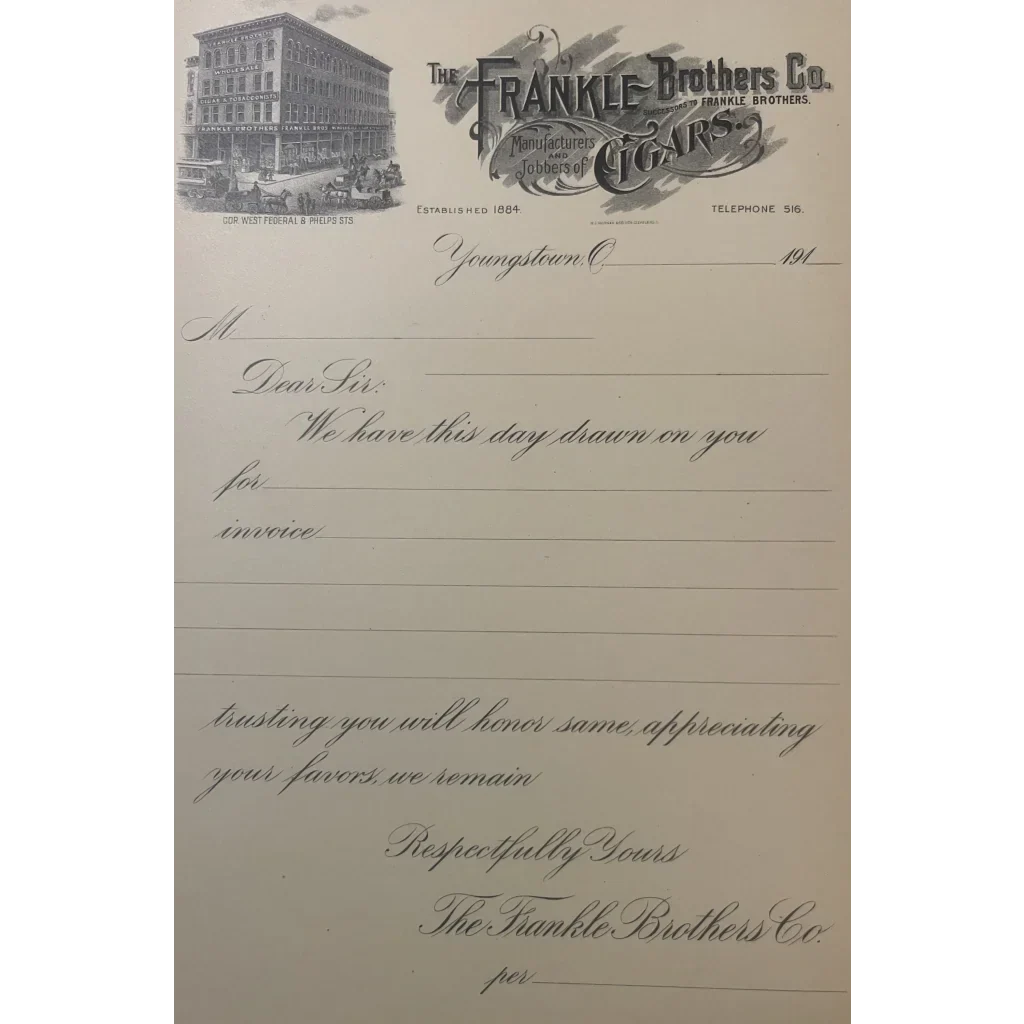 FRANKLE BROTHERS
WHOLESALE
CIGAR & TOBACCONISTS
FRANKLE BROTHERS FRANKLE BROS
COR. WEST FEDERAL & PHELPS STS.
THE FRANKLE Brothers Co.
SUCCESSORS TO FRANKLE BROTHERS.
Manufacturers
AND
Jobbers of
CIGARS.
ESTABLISHED 1884.
TELEPHONE 516.
Youngstown, O. 191
M
Dear Sir:
We have this day drawn on you
for
invoice
trusting you will honor same, appreciating
your favors, we remain
Respectfully Yours
The Frankle Brothers Co.
per